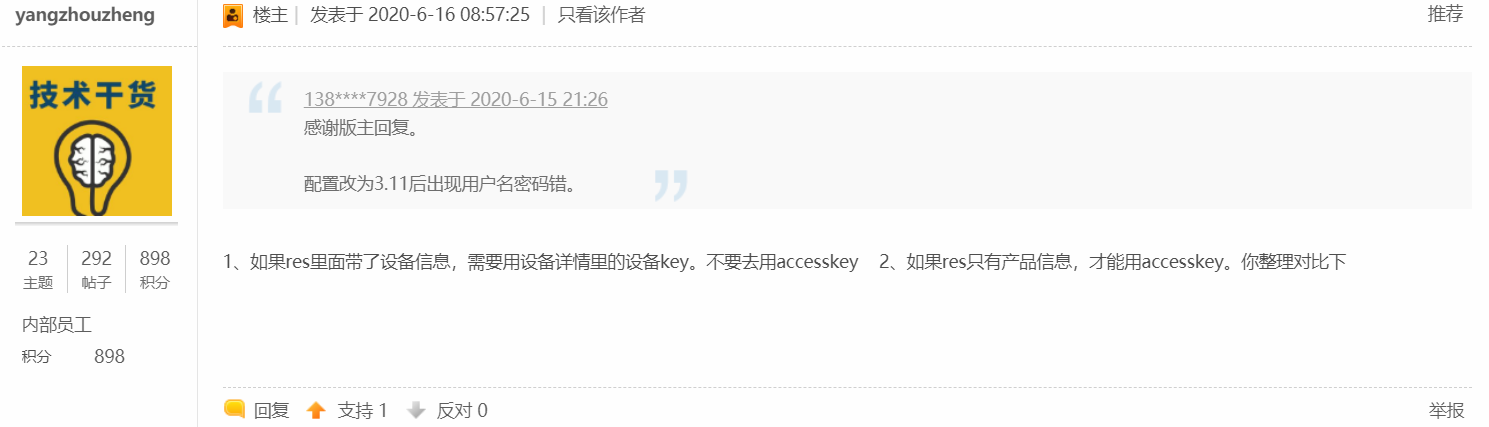 yangzhouzheng
楼主 | 发表于 2020-6-16 08:57:25 | 只看该作者
推荐
技术干货
138****7928 发表于 2020-6-15 21:26
感谢版主回复。
配置改为3.11后出现用户名密码错。
23 292 898
主题 帖子 积分
内部员工
积分 898
1、如果res里面带了设备信息，需要用设备详情里的设备key。不要去用accesskey 2、如果res只有产品信息，才能用accesskey。你整理对比下
回复 支持 1 反对 0
举报